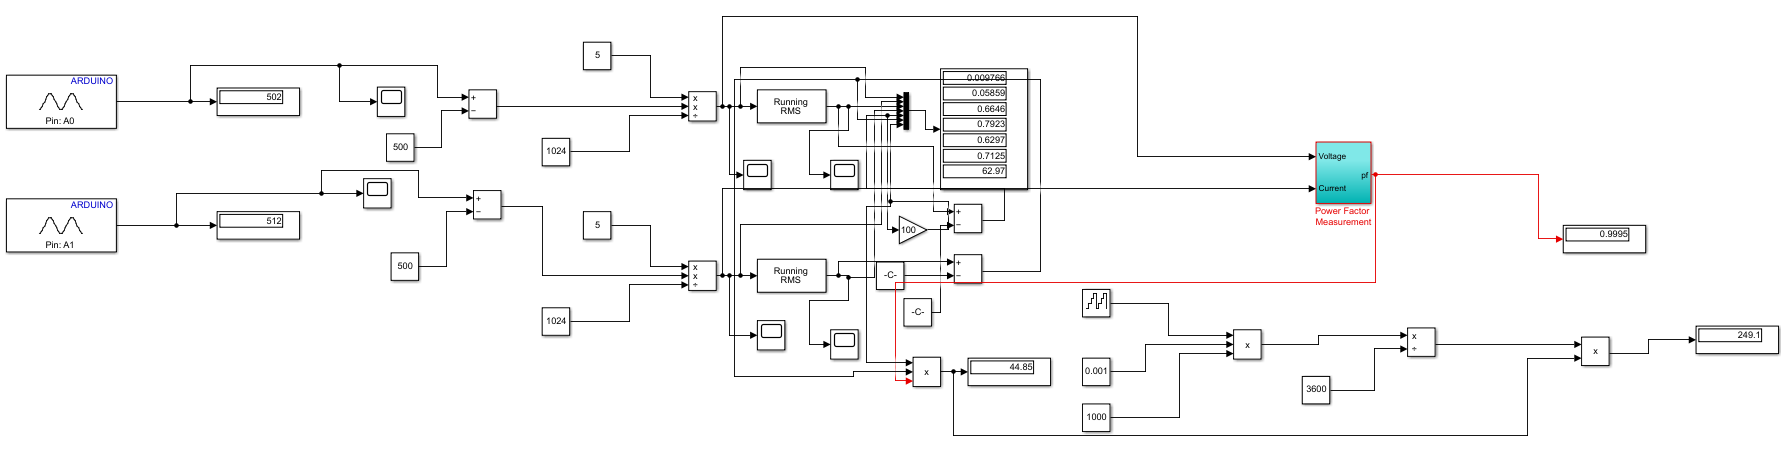 ARDUINO
Pin: A0
502
+
−
500
5
1024
x
x
÷
Running
RMS
0.009766
0.05859
0.6646
0.7923
0.6297
0.7125
62.97
ARDUINO
Pin: A1
512
+
−
500
5
1024
x
x
÷
Running
RMS
100
+
−
-C-
+
−
-C-
Voltage
Current
pf
Power Factor
Measurement
0.9995
x
44.85
0.001
1000
x
3600
x
÷
x
249.1